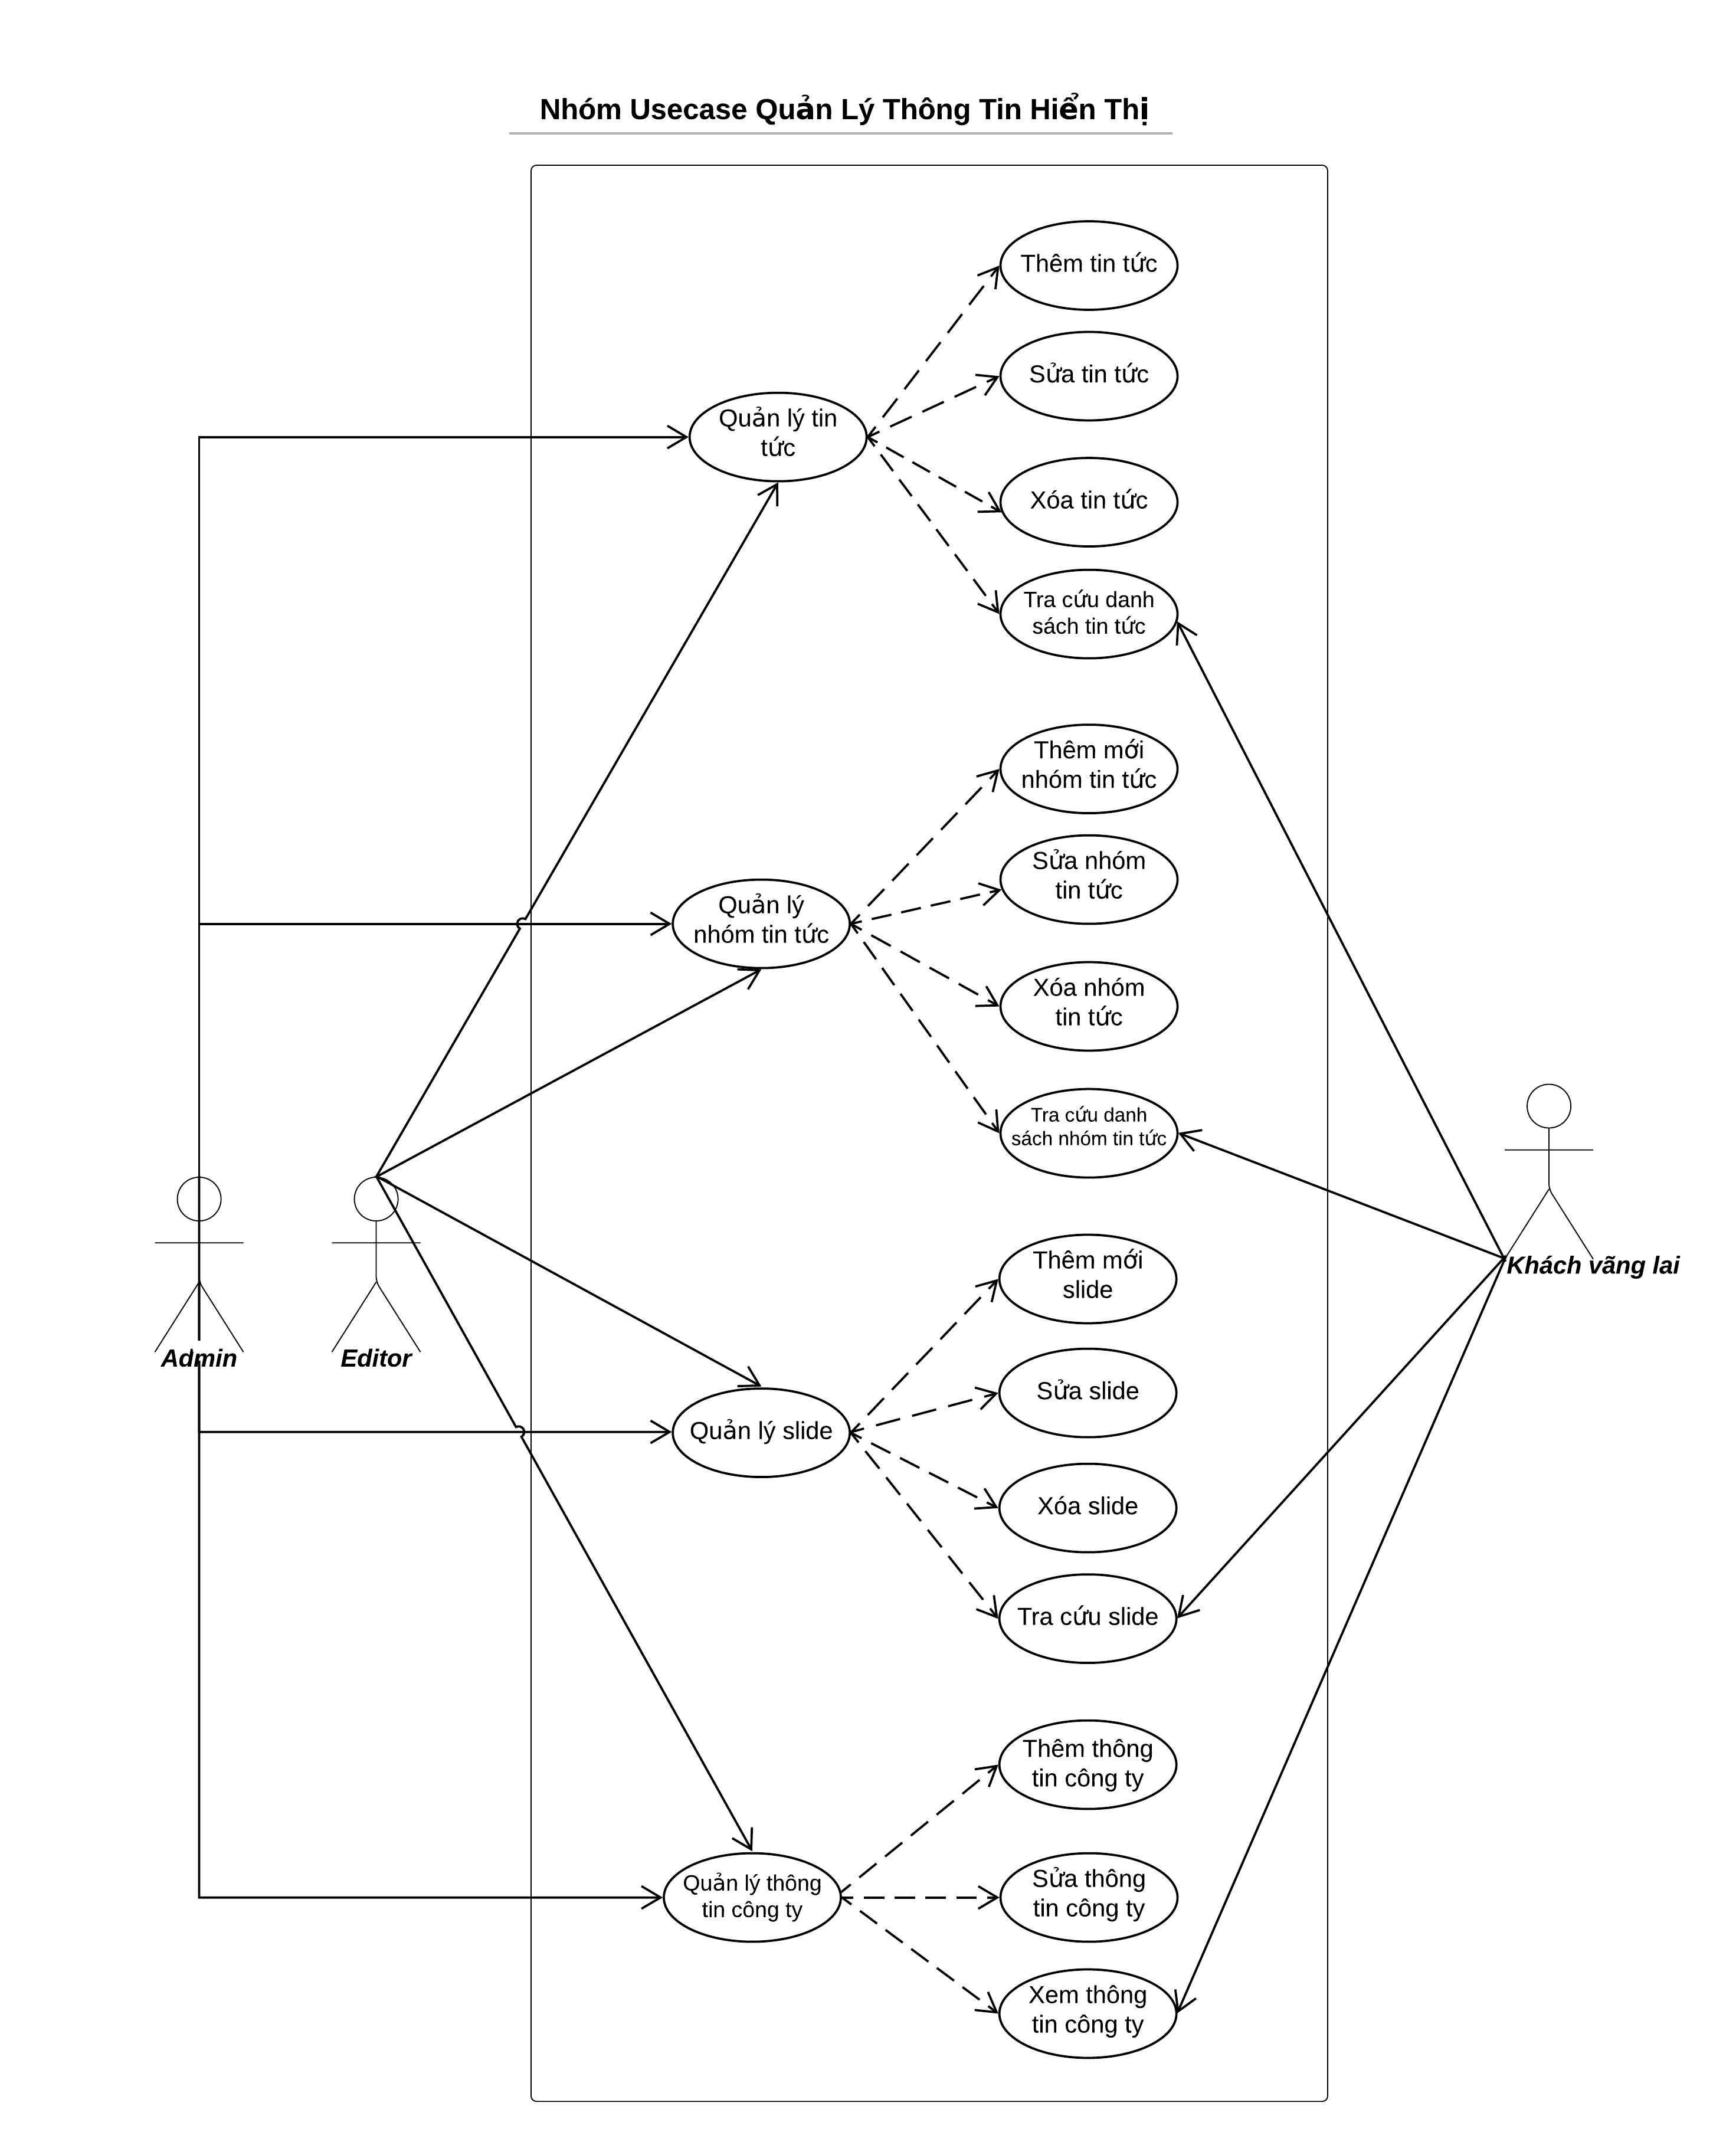 Nhóm Usecase Quản Lý Thông Tin Hiển Thị
Thêm tin tức
Sửa tin tức
Quản lý tin
tức
Xóa tin tức
Tra cứu danh
sách tin tức
Thêm mới
nhóm tin tức
Sửa nhóm
tin tức
Quản lý
nhóm tin tức
Xóa nhóm
tin tức
Tra cứu danh
sách nhóm tin tức
Khách vãng lai
Admin
Editor
Thêm mới
slide
Sửa slide
Quản lý slide
Xóa slide
Tra cứu slide
Thêm thông
tin công ty
Quản lý thông
tin công ty
Sửa thông
tin công ty
Xem thông
tin công ty